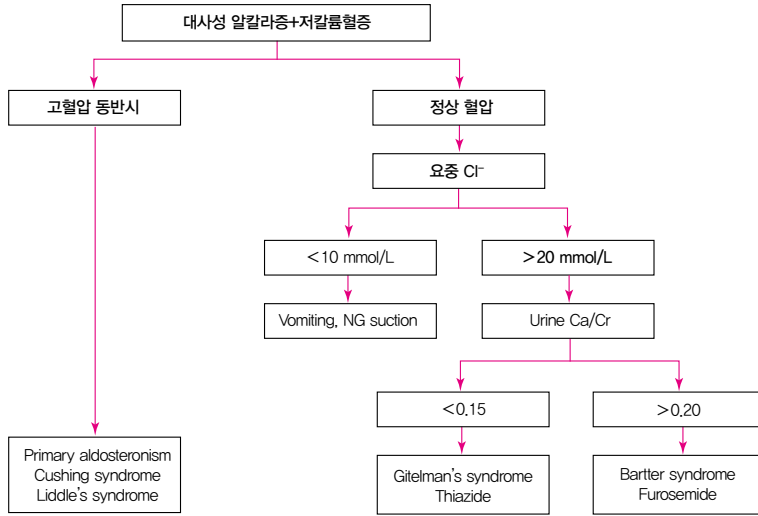 대사성 알칼라증+저칼륨혈증
고혈압 동반시
정상 혈압
요중 Cl⁻
<10 mmol/L
>20 mmol/L
Vomiting, NG suction
Urine Ca/Cr
<0.15
>0.20
Primary aldosteronism
Cushing syndrome
Liddle's syndrome
Gitelman's syndrome
Thiazide
Bartter syndrome
Furosemide